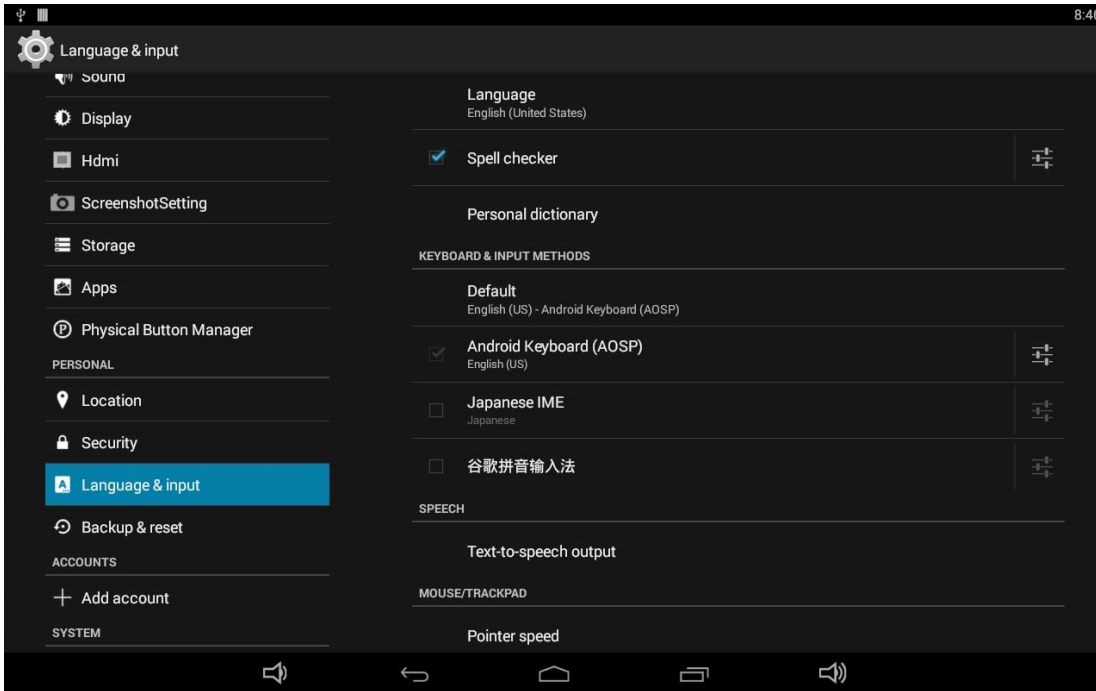 8:46
Language & input
Sound
Display
Hdmi
ScreenshotSetting
Storage
Apps
Physical Button Manager
PERSONAL
Location
Security
Language & input
Backup & reset
ACCOUNTS
Add account
SYSTEM
Language
English (United States)
Spell checker
Personal dictionary
KEYBOARD & INPUT METHODS
Default
English (US) - Android Keyboard (AOSP)
Android Keyboard (AOSP)
English (US)
Japanese IME
Japanese
谷歌拼音输入法
SPEECH
Text-to-speech output
MOUSE/TRACKPAD
Pointer speed